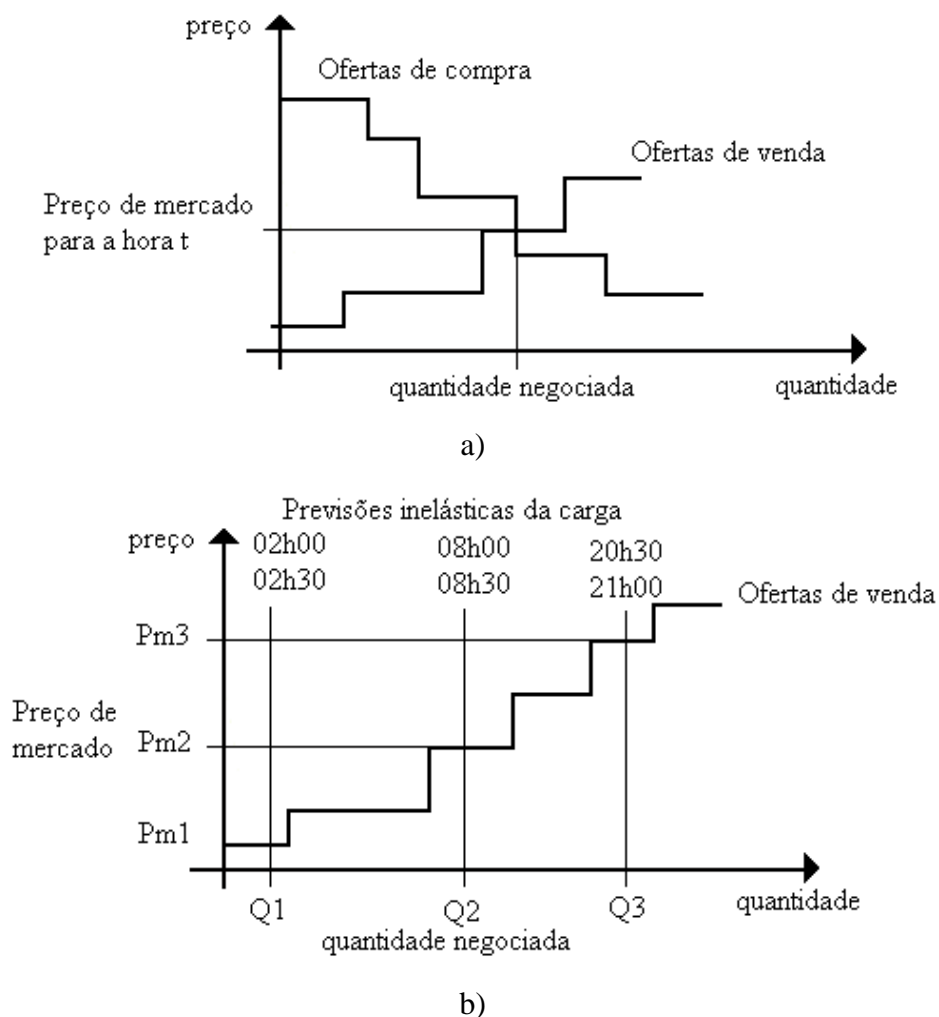 preço
Ofertas de compra
Ofertas de venda
Preço de mercado
para a hora t
quantidade negociada
quantidade
a)
Previsões inelásticas da carga
preço
02h00
08h00
20h30
02h30
08h30
21h00
Ofertas de venda
Pm3
Preço de
mercado
Pm2
Pm1
Q1
Q2
Q3
quantidade
quantidade negociada
b)